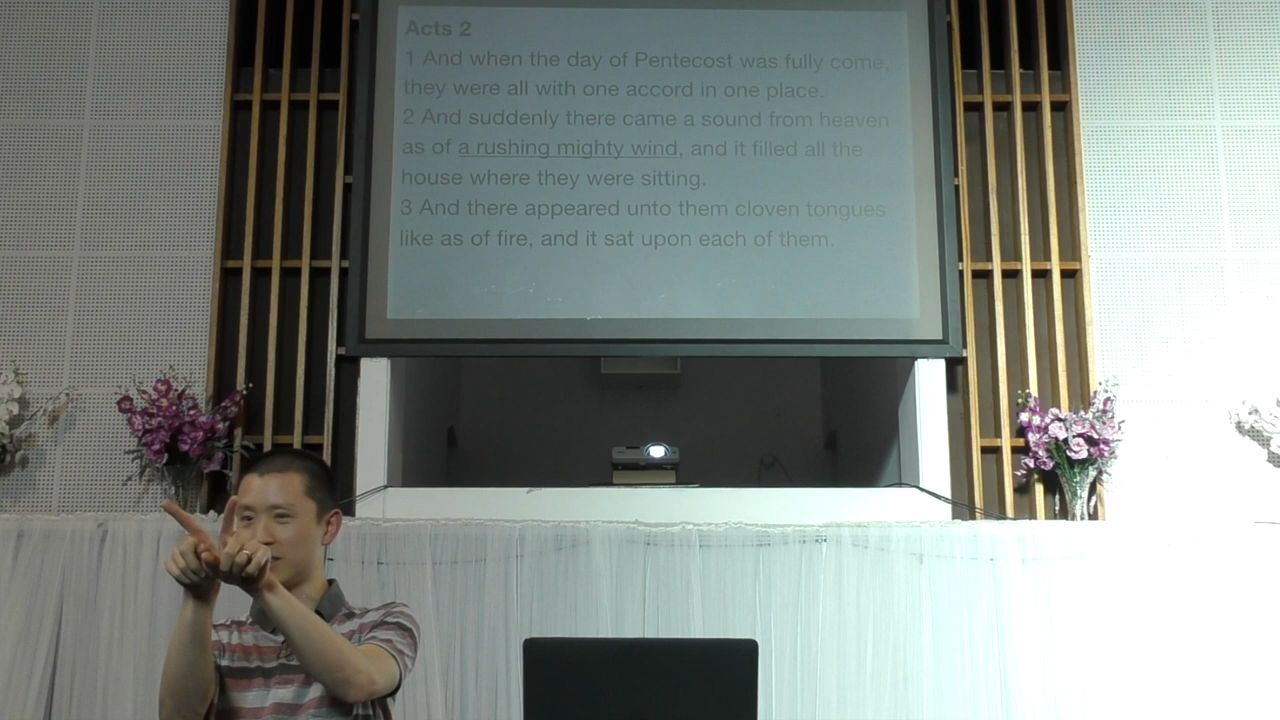 Acts 2
1 And when the day of Pentecost was fully come,
they were all with one accord in one place.
2 And suddenly there came a sound from heaven
as of a rushing mighty wind, and it filled all the
house where they were sitting.
3 And there appeared unto them cloven tongues
like as of fire, and it sat upon each of them.